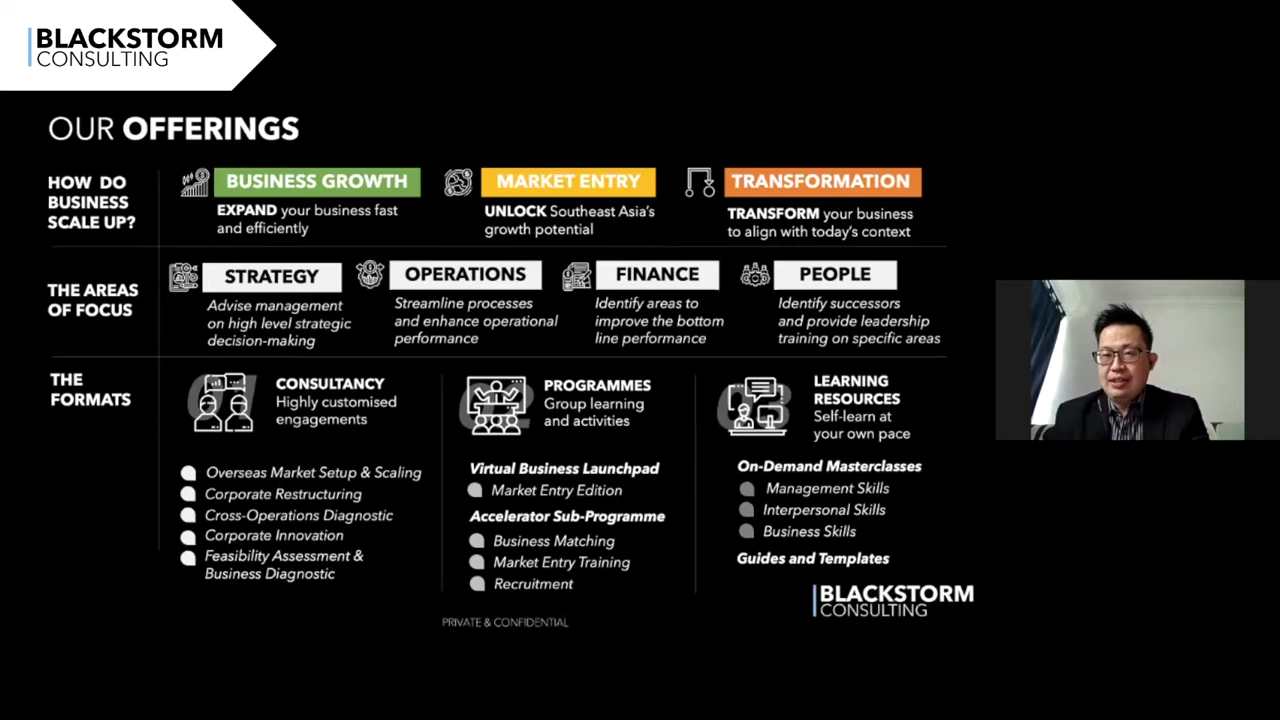 BLACKSTORM
CONSULTING
OUR OFFERINGS
HOW DO
BUSINESS
SCALE UP?
BUSINESS GROWTH
EXPAND your business fast
and efficiently
MARKET ENTRY
UNLOCK Southeast Asia's
growth potential
TRANSFORMATION
TRANSFORM your business
to align with today's context
THE AREAS
OF FOCUS
STRATEGY
Advise management
on high level strategic
decision-making
OPERATIONS
Streamline processes
and enhance operational
performance
FINANCE
Identify areas to
improve the bottom
line performance
PEOPLE
Identify successors
and provide leadership
training on specific areas
THE
FORMATS
01
CONSULTANCY
Highly customised
engagements
Overseas Market Setup & Scaling
Corporate Restructuring
Cross-Operations Diagnostic
Corporate Innovation
Feasibility Assessment &
Business Diagnostic
02
PROGRAMMES
Group learning
and activities
Virtual Business Launchpad
Market Entry Edition
Accelerator Sub-Programme
Business Matching
Market Entry Training
Recruitment
03
LEARNING
RESOURCES
Self-learn at
your own pace
On-Demand Masterclasses
Management Skills
Interpersonal Skills
Business Skills
Guides and Templates
BLACKSTORM
CONSULTING
PRIVATE & CONFIDENTIAL